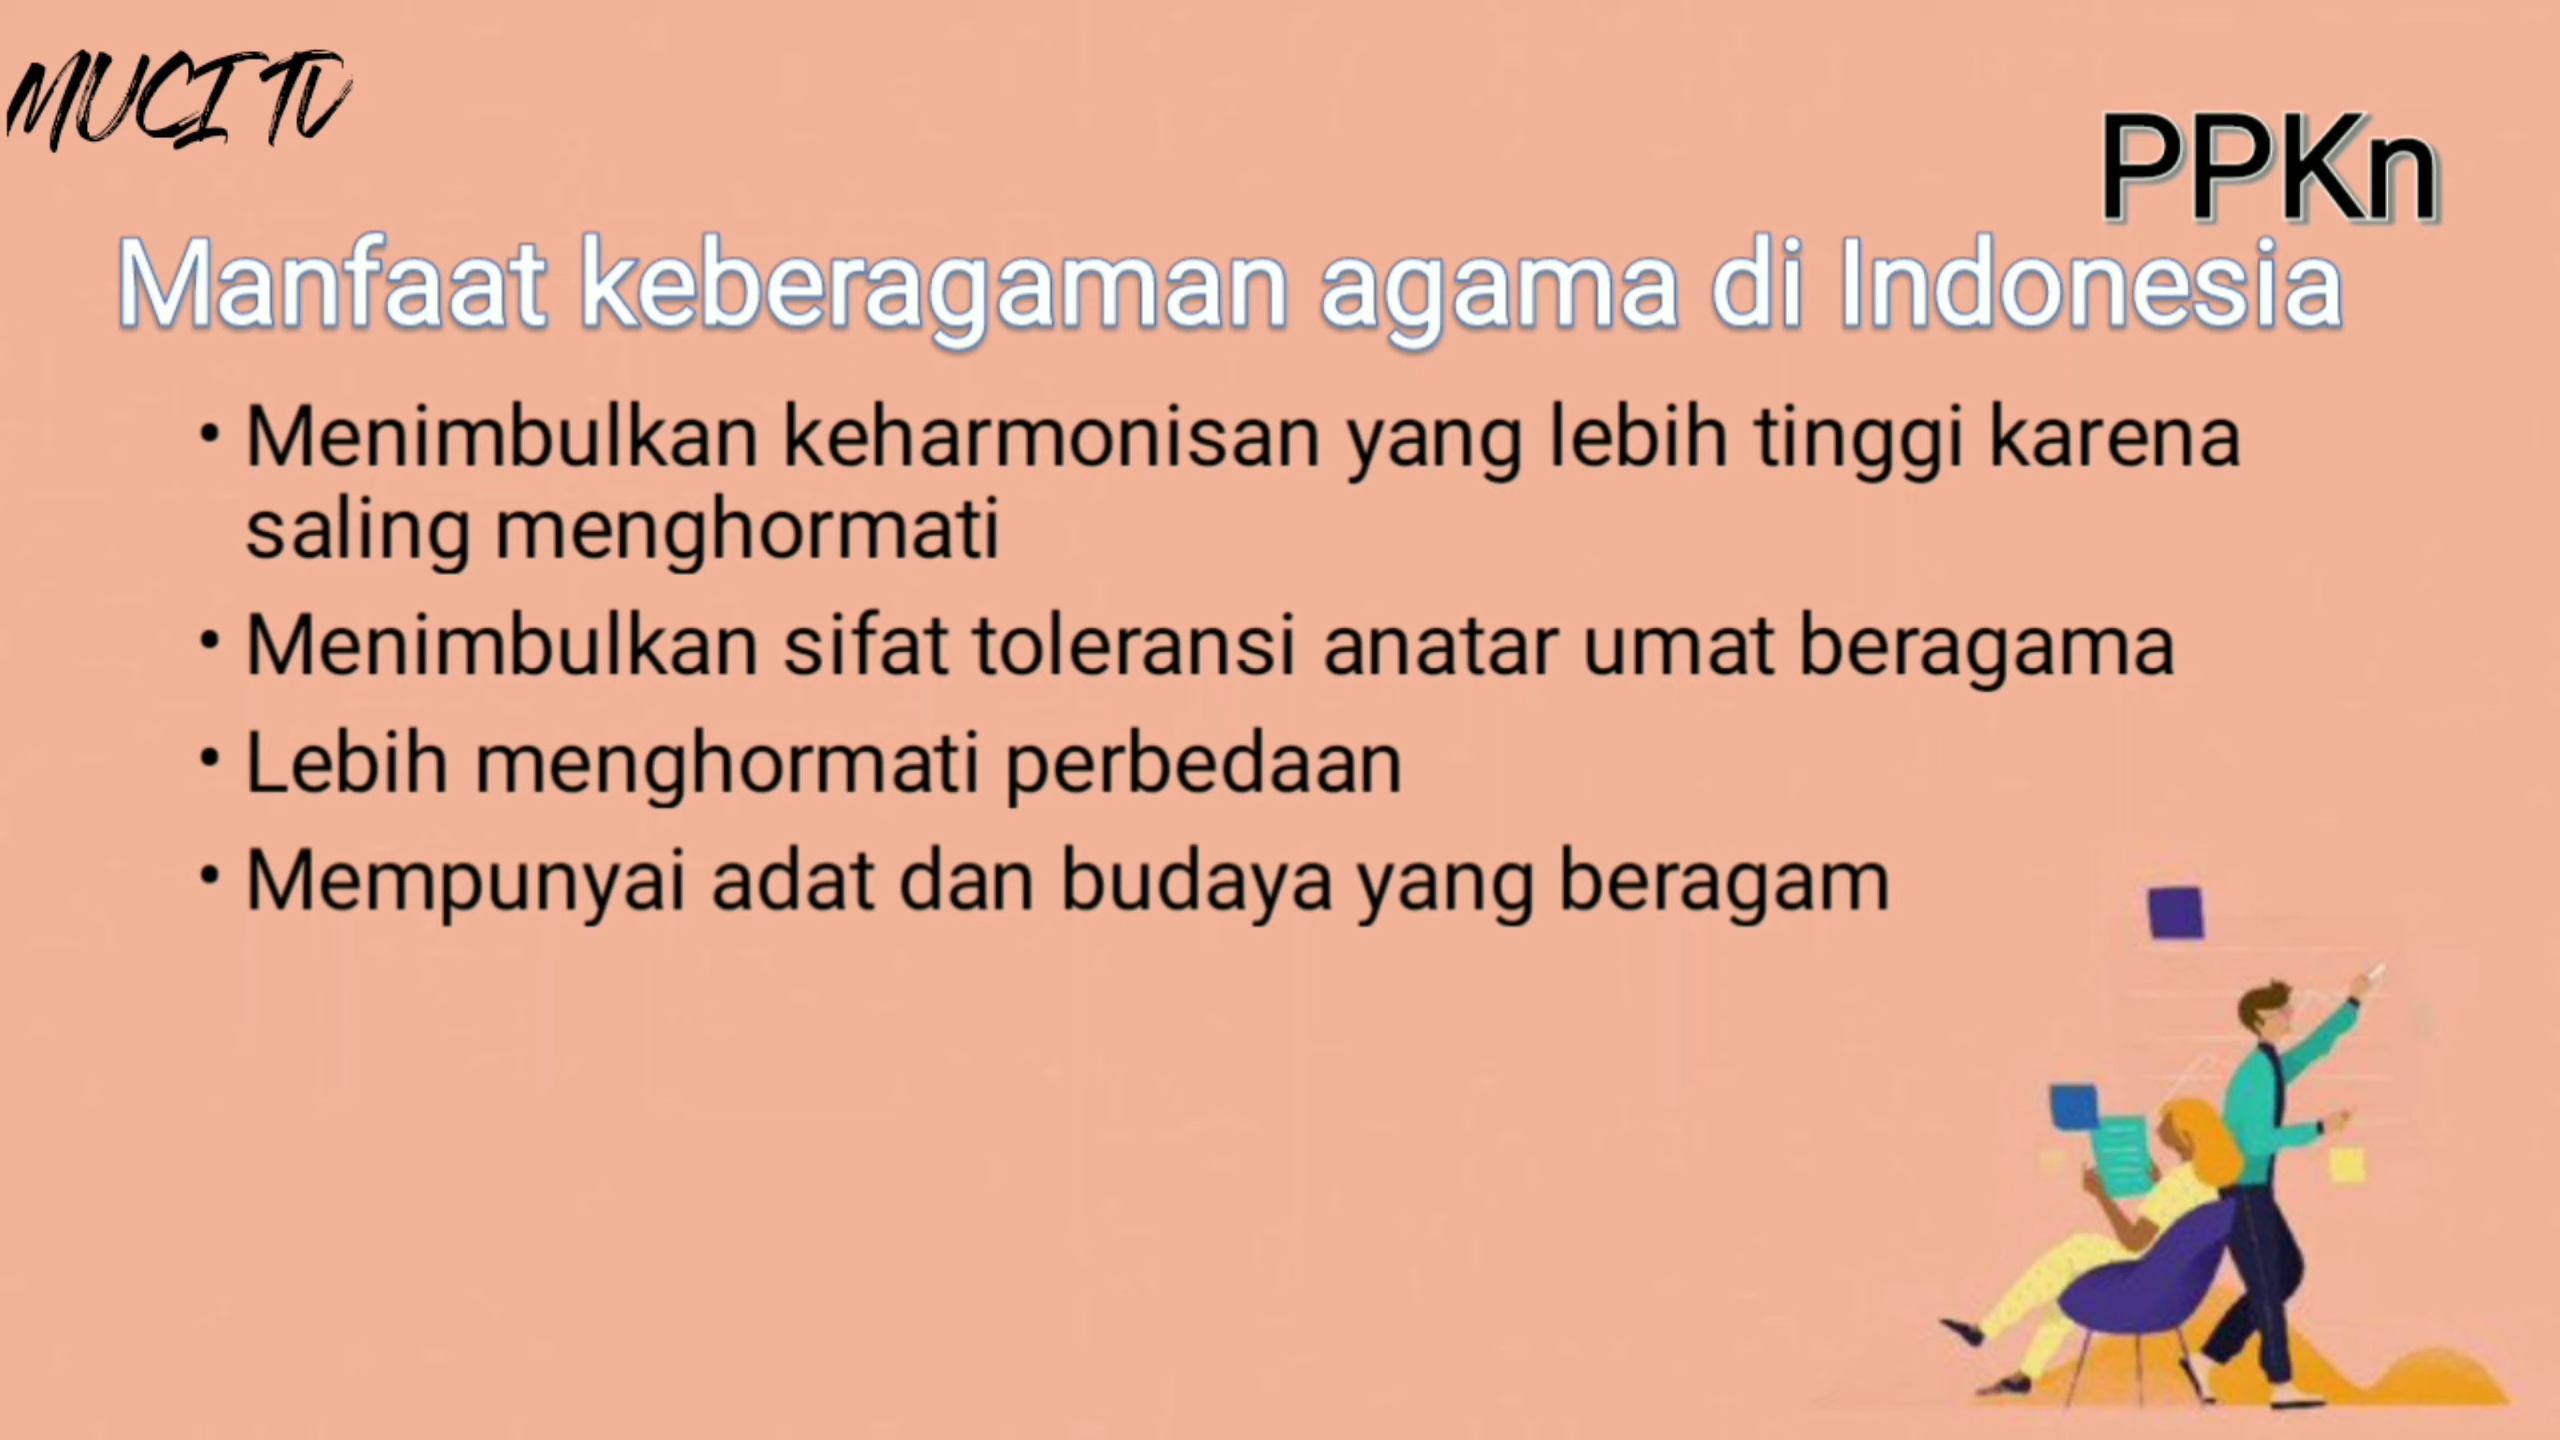 MUCI TV
PPKn
Manfaat keberagaman agama di Indonesia
• Menimbulkan keharmonisan yang lebih tinggi karena
saling menghormati
• Menimbulkan sifat toleransi anatar umat beragama
• Lebih menghormati perbedaan
• Mempunyai adat dan budaya yang beragam